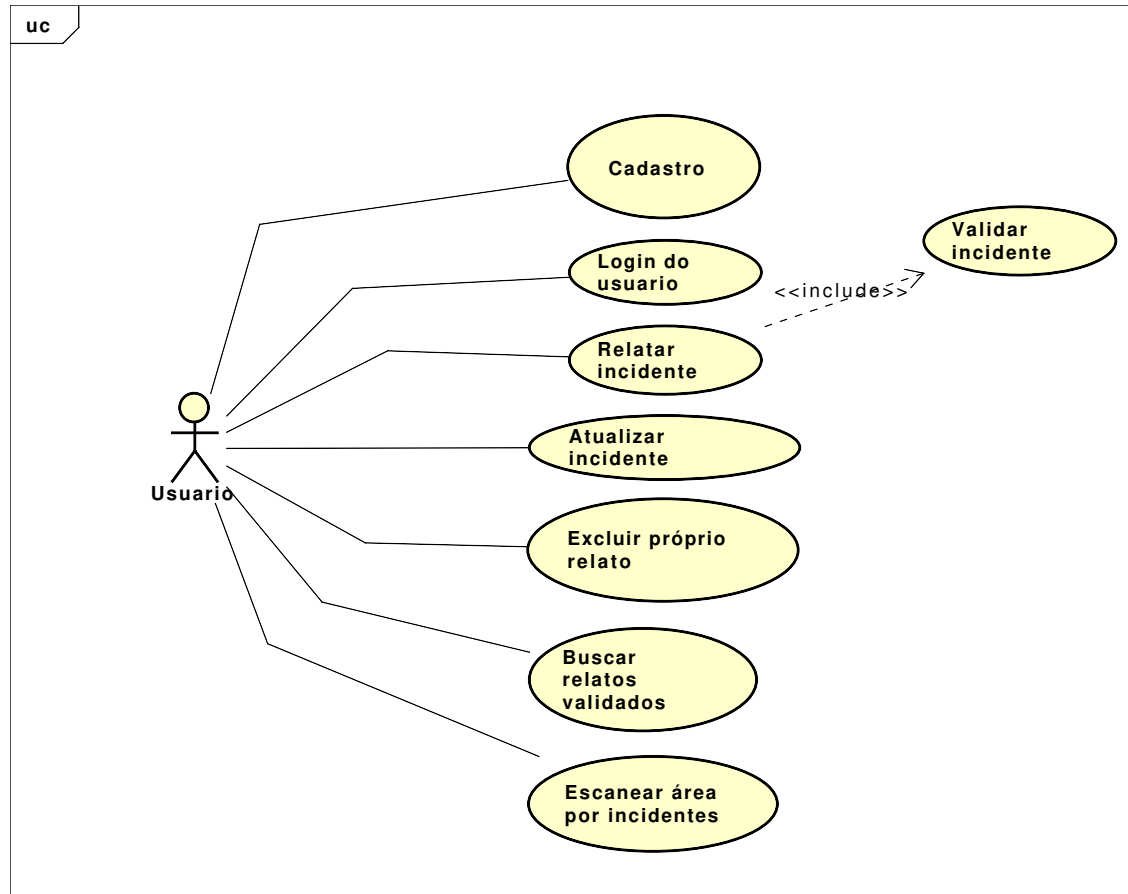 uc
Cadastro
Validar
incidente
Login do
usuario
<<include>>
Relatar
incidente
Atualizar
incidente
Usuario
Excluir próprio
relato
Buscar
relatos
validados
Escanear área
por incidentes